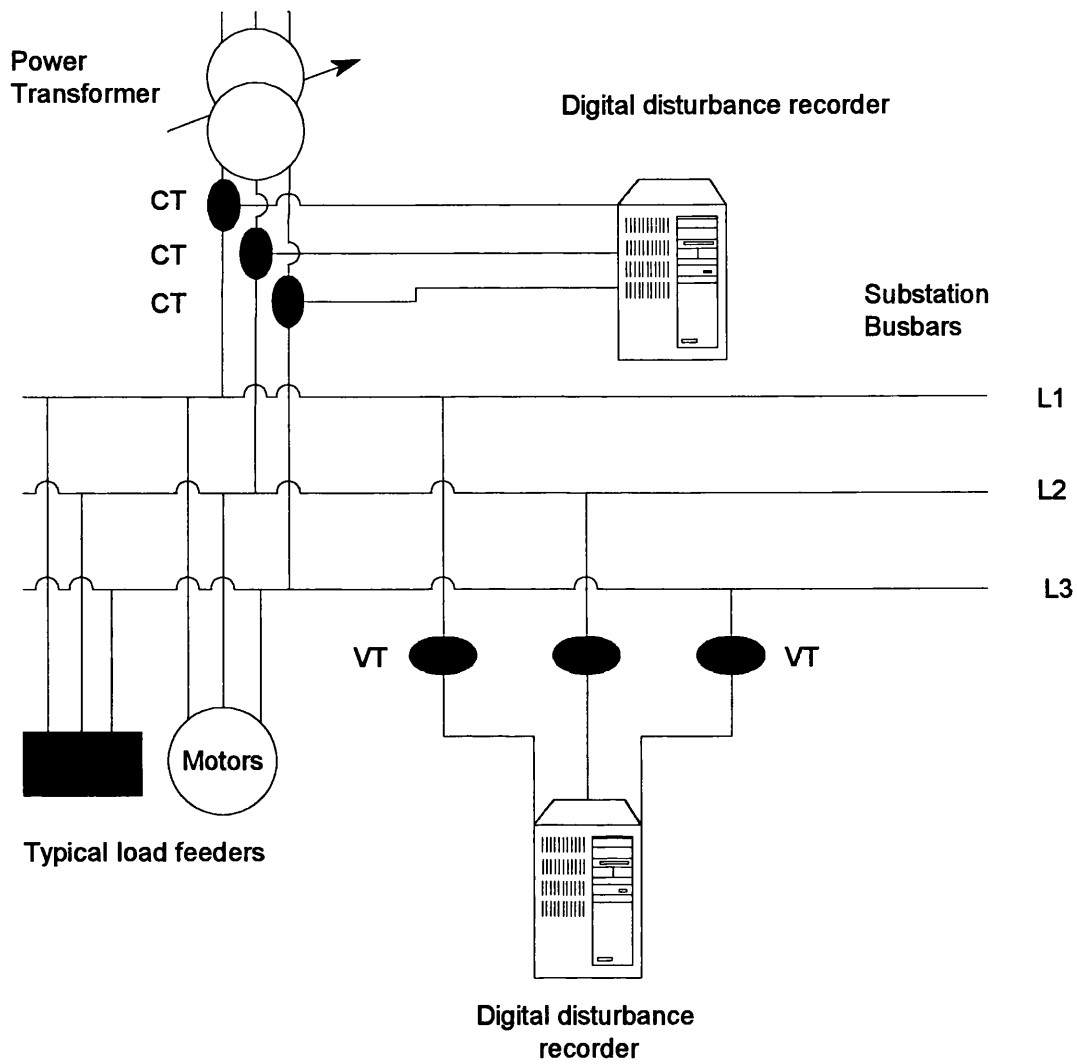 Power
Transformer
Digital disturbance recorder
CT
CT
CT
Substation
Busbars
L1
L2
L3
VT
VT
Motors
Typical load feeders
Digital disturbance
recorder